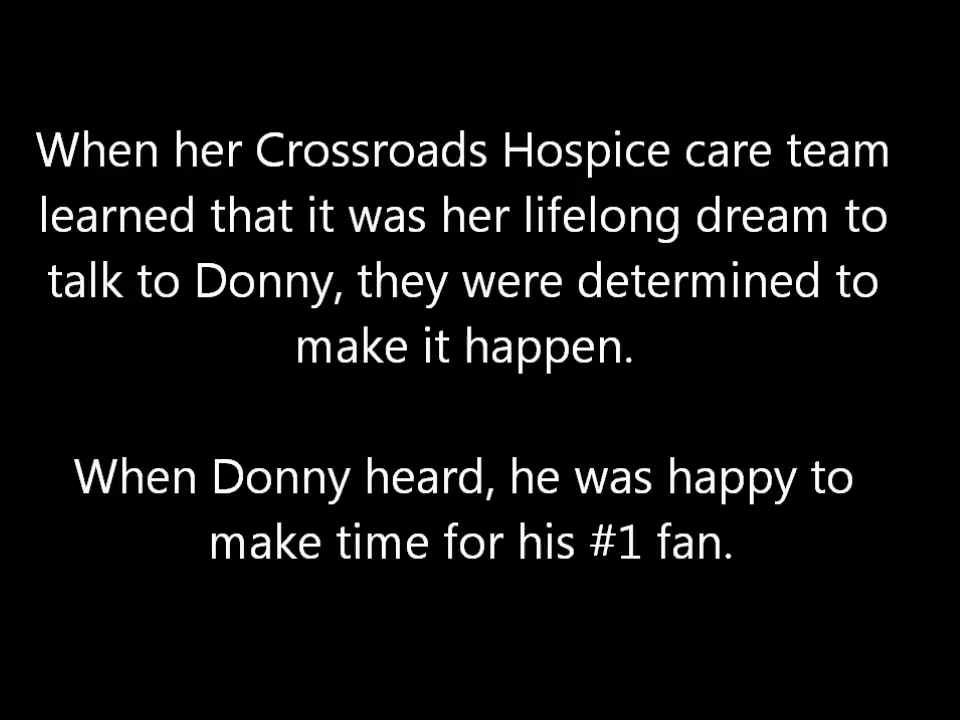 When her Crossroads Hospice care team
learned that it was her lifelong dream to
talk to Donny, they were determined to
make it happen.
When Donny heard, he was happy to
make time for his #1 fan.